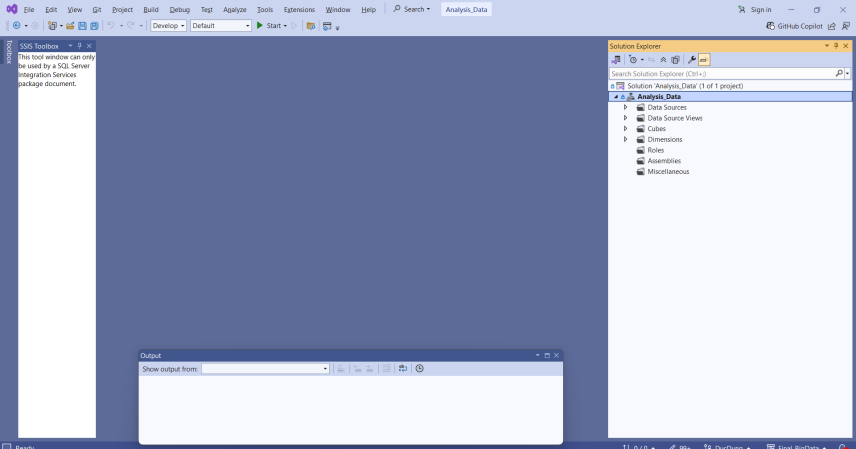 File Edit View Git Project Build Debug Test Analyze Tools Extensions Window Help Search Analysis_Data Sign in
Develop Default Start GitHub Copilot
Toolbox
SSIS Toolbox
This tool window can only
be used by a SQL Server
Integration Services
package document.
Solution Explorer
Search Solution Explorer (Ctrl+;)
Solution 'Analysis_Data' (1 of 1 project)
Analysis_Data
Data Sources
Data Source Views
Cubes
Dimensions
Roles
Assemblies
Miscellaneous
Output
Show output from:
Ready 0 / 0 99+ DucDung Final_BigData